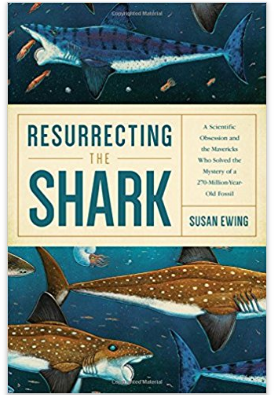 RESURRECTING
THE
SHARK
A Scientific
Obsession and
the Mavericks
Who Solved the
Mystery of a
270-Million-Year-
Old Fossil
SUSAN EWING